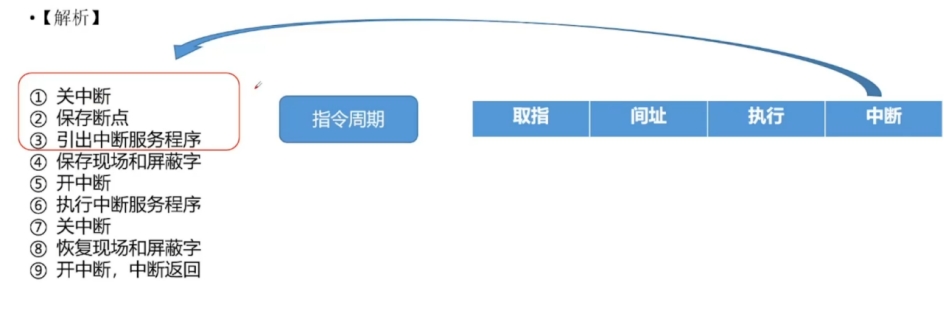 •【解析】
① 关中断
② 保存断点
③ 引出中断服务程序
④ 保存现场和屏蔽字
⑤ 开中断
⑥ 执行中断服务程序
⑦ 关中断
⑧ 恢复现场和屏蔽字
⑨ 开中断，中断返回
指令周期
取指 间址 执行 中断